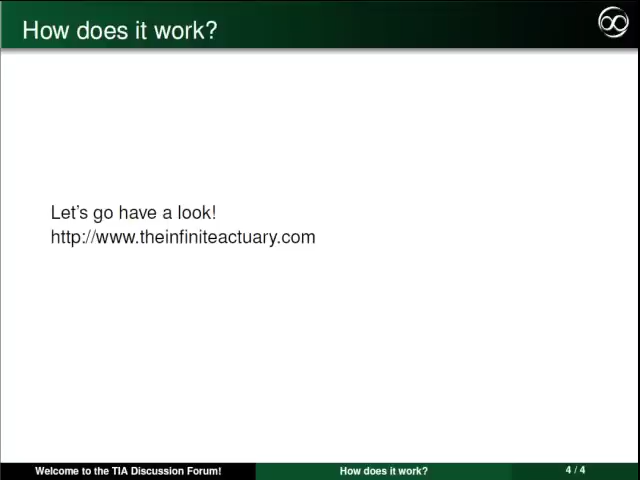 How does it work?
Let's go have a look!
http://www.theinfiniteactuary.com
Welcome to the TIA Discussion Forum!
How does it work?
4 / 4